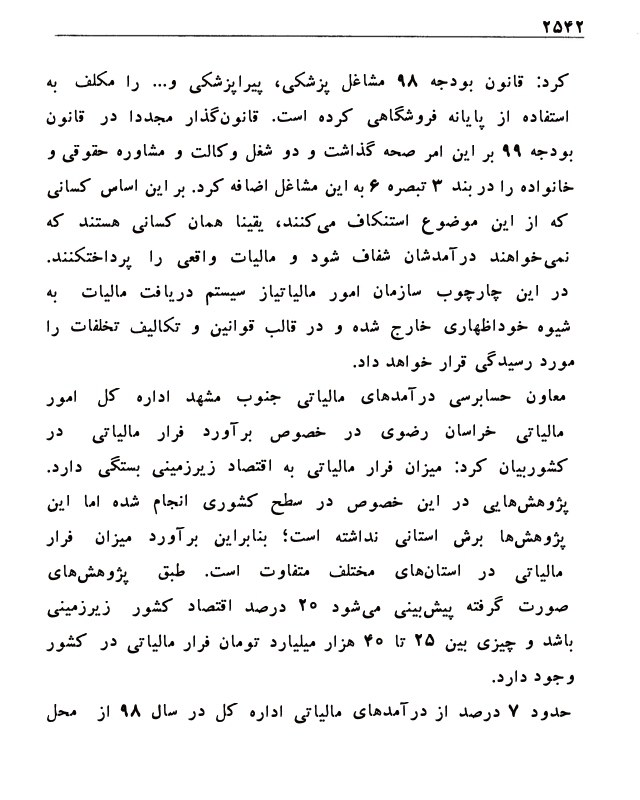 ۲۵۴۲
کرد: قانون بودجه ۹۸ مشاغل پزشکی، پیراپزشکی و... را مکلف به
استفاده از پایانه فروشگاهی کرده است. قانون‌گذار مجددا در قانون
بودجه ۹۹ بر این امر صحه گذاشت و دو شغل وکالت و مشاوره حقوقی و
خانواده را در بند ۳ تبصره ۶ به این مشاغل اضافه کرد. بر این اساس کسانی
که از این موضوع استنکاف می‌کنند، یقینا همان کسانی هستند که
نمی‌خواهند درآمدشان شفاف شود و مالیات واقعی را پرداختکنند.
در این چارچوب سازمان امور مالیاتیاز سیستم دریافت مالیات به
شیوه خوداظهاری خارج شده و در قالب قوانین و تکالیف تخلفات را
مورد رسیدگی قرار خواهد داد.
معاون حسابرسی درآمدهای مالیاتی جنوب مشهد اداره کل امور
مالیاتی خراسان رضوی در خصوص برآورد فرار مالیاتی در
کشوربیان کرد: میزان فرار مالیاتی به اقتصاد زیرزمینی بستگی دارد.
پژوهش‌هایی در این خصوص در سطح کشوری انجام شده اما این
پژوهش‌ها برش استانی نداشته است؛ بنابراین برآورد میزان فرار
مالیاتی در استان‌های مختلف متفاوت است. طبق پژوهش‌های
صورت گرفته پیش‌بینی می‌شود ۲۰ درصد اقتصاد کشور زیرزمینی
باشد و چیزی بین ۲۵ تا ۴۰ هزار میلیارد تومان فرار مالیاتی در کشور
وجود دارد.
حدود ۷ درصد از درآمدهای مالیاتی اداره کل در سال ۹۸ از محل